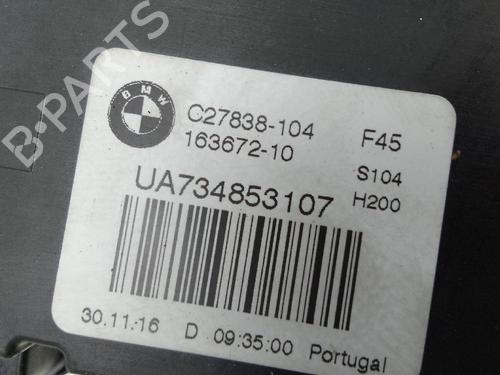 B-PARTS
BMW
C27838-104 F45
163672-10 S104
UA734853107 H200
30.11.16 D 09:35:00 Portugal